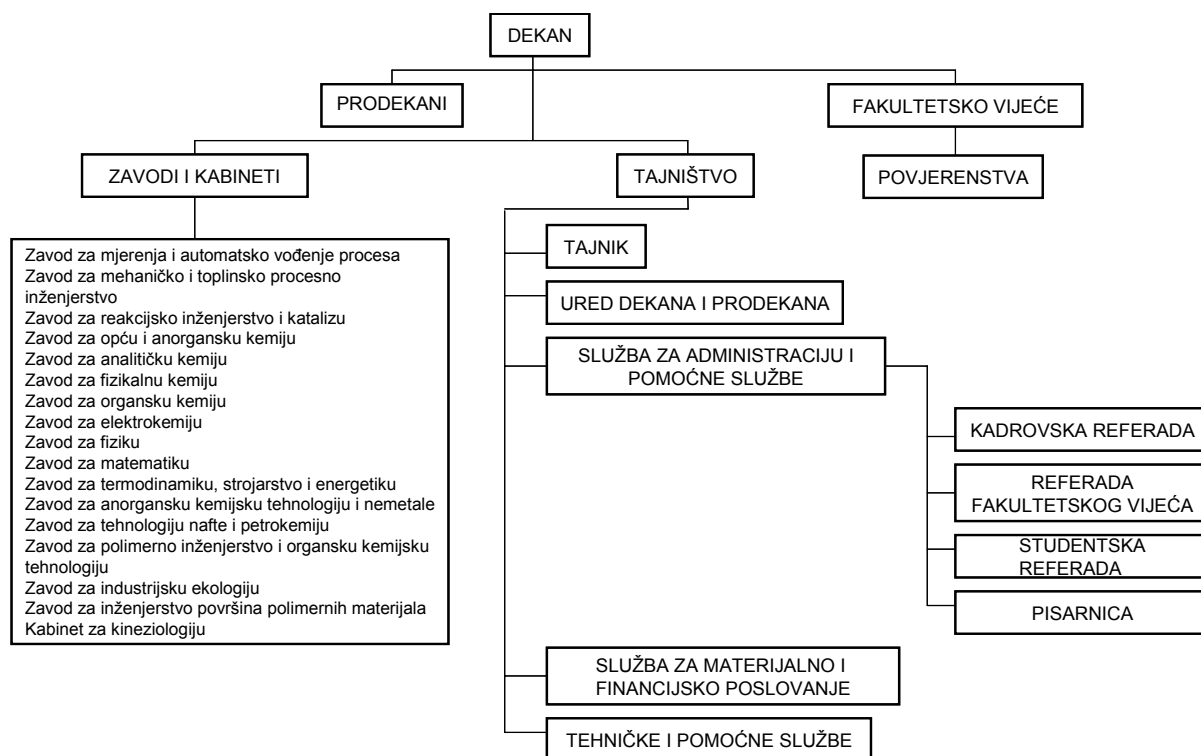 DEKAN
PRODEKANI
FAKULTETSKO VIJEĆE
ZAVODI I KABINETI
TAJNIŠTVO
POVJERENSTVA
Zavod za mjerenja i automatsko vođenje procesa
Zavod za mehaničko i toplinsko procesno
inženjerstvo
Zavod za reakcijsko inženjerstvo i katalizu
Zavod za opću i anorgansku kemiju
Zavod za analitičku kemiju
Zavod za fizikalnu kemiju
Zavod za organsku kemiju
Zavod za elektrokemiju
Zavod za fiziku
Zavod za matematiku
Zavod za termodinamiku, strojarstvo i energetiku
Zavod za anorgansku kemijsku tehnologiju i nemetale
Zavod za tehnologiju nafte i petrokemiju
Zavod za polimerno inženjerstvo i organsku kemijsku
tehnologiju
Zavod za industrijsku ekologiju
Zavod za inženjerstvo površina polimernih materijala
Kabinet za kineziologiju
TAJNIK
URED DEKANA I PRODEKANA
SLUŽBA ZA ADMINISTRACIJU I
POMOĆNE SLUŽBE
KADROVSKA REFERADA
REFERADA
FAKULTETSKOG VIJEĆA
STUDENTSKA
REFERADA
PISARNICA
SLUŽBA ZA MATERIJALNO I
FINANCIJSKO POSLOVANJE
TEHNIČKE I POMOĆNE SLUŽBE